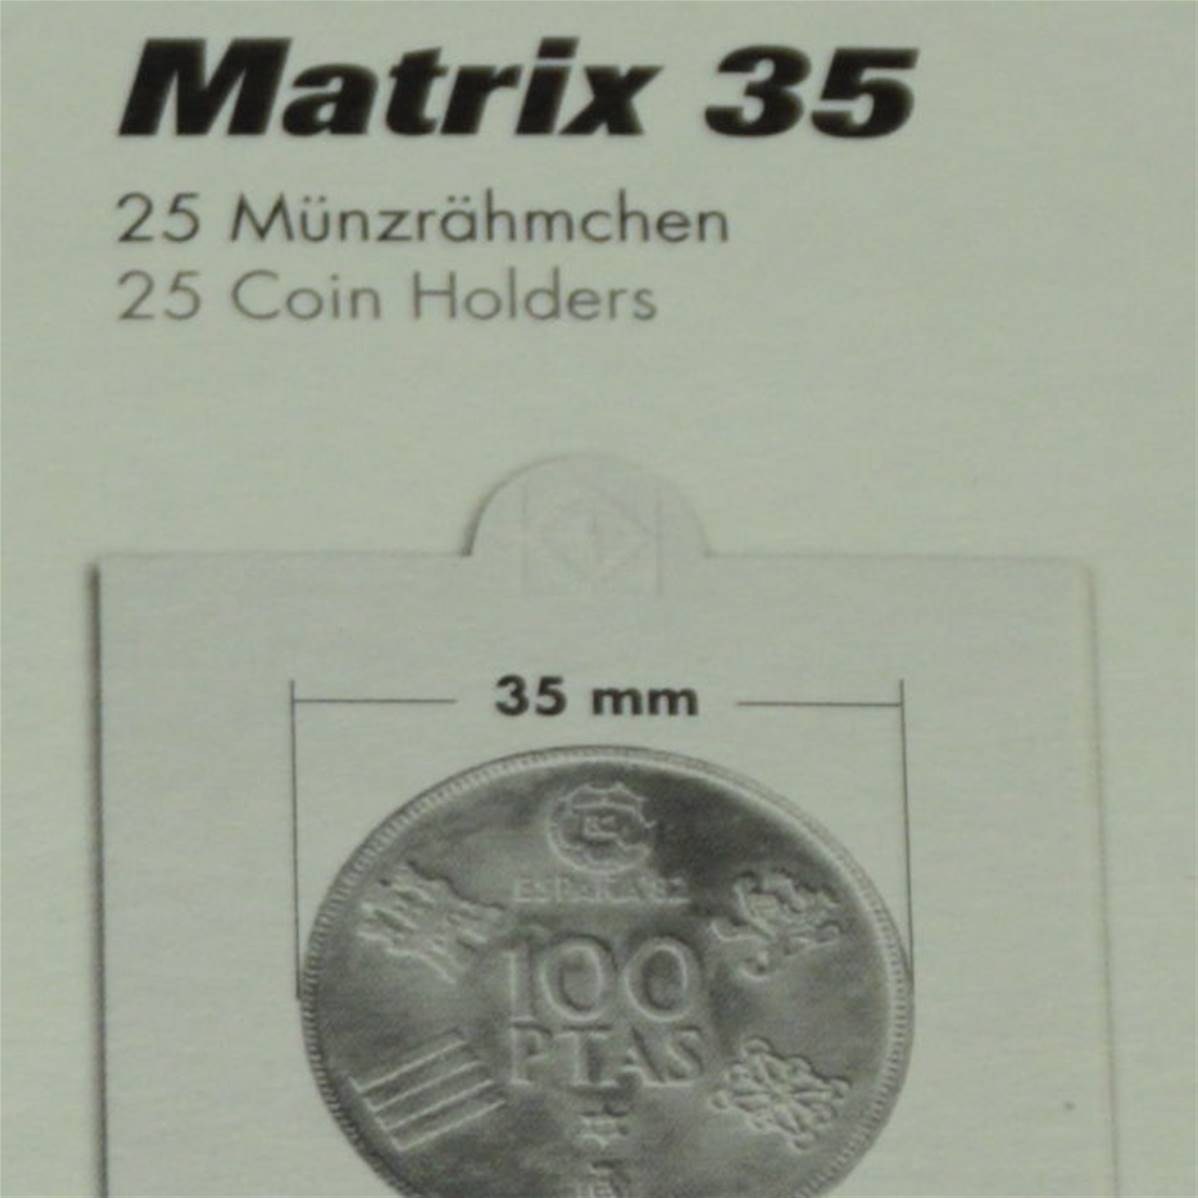 Matrix 35
25 Münzrähmchen
25 Coin Holders
35 mm
ESPAÑA'82
100
PTAS